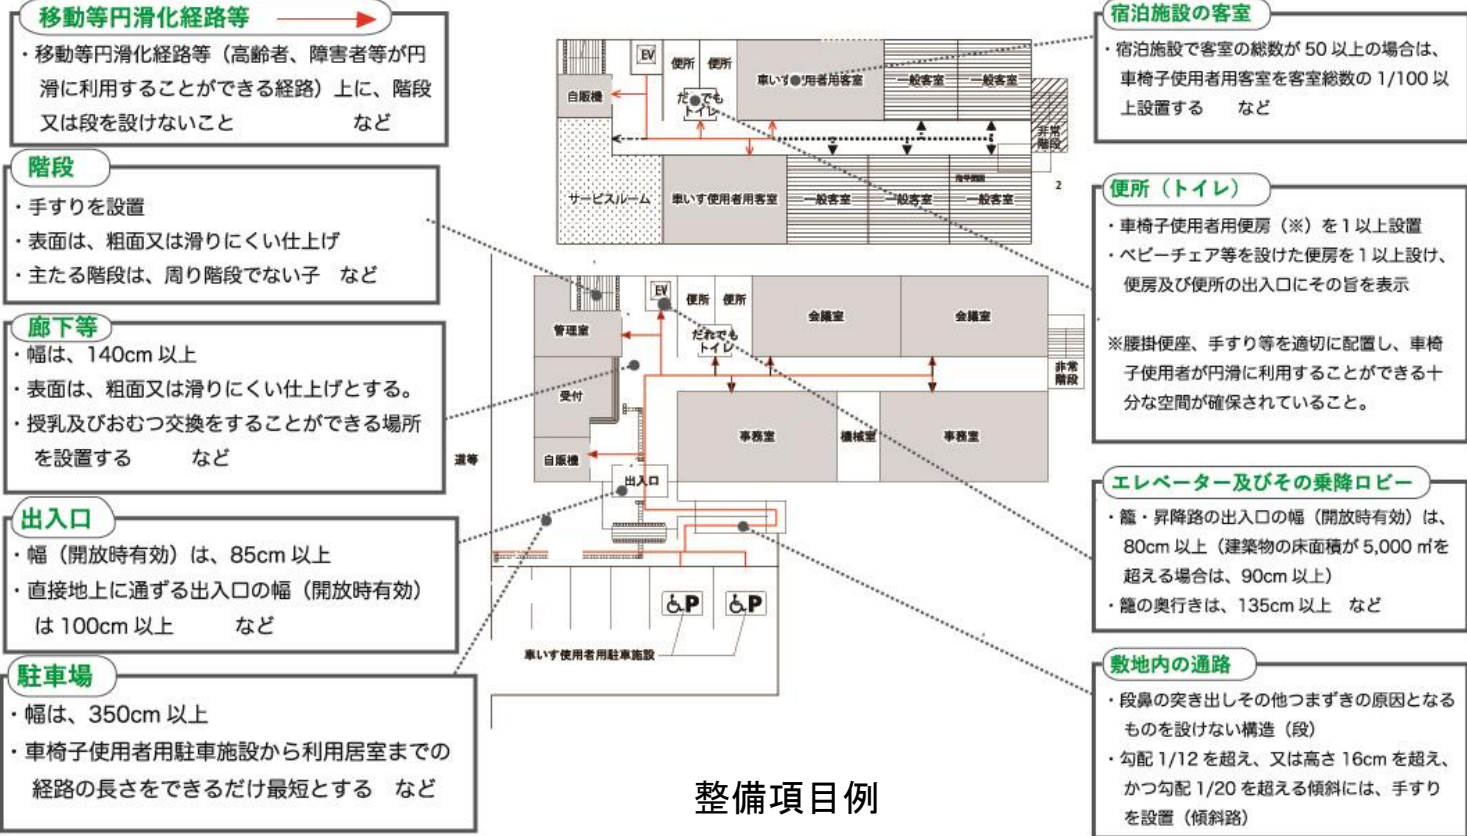 移動等円滑化経路等
・移動等円滑化経路等（高齢者、障害者等が円
滑に利用することができる経路）上に、階段
又は段を設けないこと　　　など
階段
・手すりを設置
・表面は、粗面又は滑りにくい仕上げ
・主たる階段は、周り階段でない子　など
廊下等
・幅は、140cm 以上
・表面は、粗面又は滑りにくい仕上げとする。
・授乳及びおむつ交換をすることができる場所
を設置する　　など
出入口
・幅（開放時有効）は、85cm 以上
・直接地上に通ずる出入口の幅（開放時有効）
は 100cm 以上　　など
駐車場
・幅は、350cm 以上
・車椅子使用者用駐車施設から利用居室までの
経路の長さをできるだけ最短とする　など
EV
便所
便所
車いす使用者用客室
一般客室
一般客室
自販機
だれでも
トイレ
非常
階段
サービスルーム
車いす使用者用客室
一般客室
一般客室
一般客室
2
EV
便所
便所
会議室
会議室
管理室
だれでも
トイレ
非常
階段
受付
事務室
機械室
事務室
道等
自販機
出入口
P
P
車いす使用者用駐車施設
整備項目例
宿泊施設の客室
・宿泊施設で客室の総数が 50 以上の場合は、
車椅子使用者用客室を客室総数の 1/100 以
上設置する　　など
便所（トイレ）
・車椅子使用者用便房（※）を１以上設置
・ベビーチェア等を設けた便房を１以上設け、
便房及び便所の出入口にその旨を表示
※腰掛便座、手すり等を適切に配置し、車椅
子使用者が円滑に利用することができる十
分な空間が確保されていること。
エレベーター及びその乗降ロビー
・籠・昇降路の出入口の幅（開放時有効）は、
80cm 以上（建築物の床面積が 5,000 ㎡を
超える場合は、90cm 以上）
・籠の奥行きは、135cm 以上　など
敷地内の通路
・段鼻の突き出しその他つまずきの原因となる
ものを設けない構造（段）
・勾配 1/12 を超え、又は高さ 16cm を超え、
かつ勾配 1/20 を超える傾斜には、手すり
を設置（傾斜路）